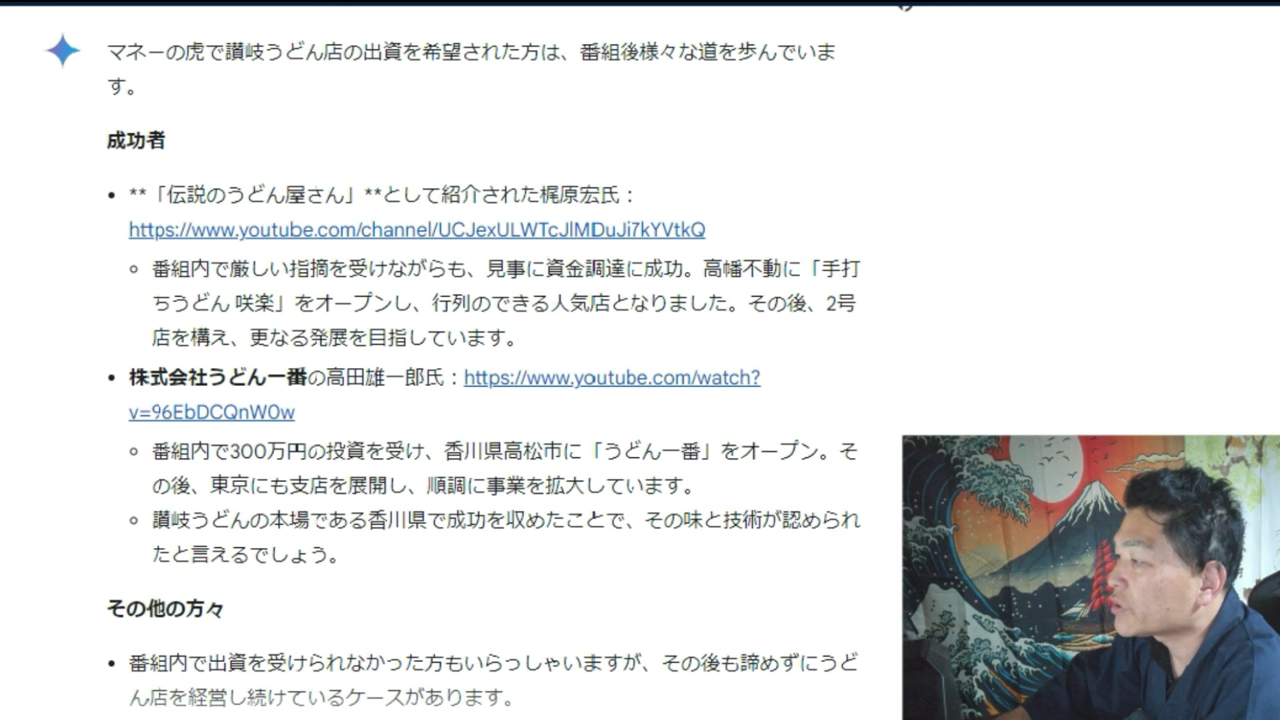 マネーの虎で讃岐うどん店の出資を希望された方は、番組後様々な道を歩んでいま
す。
成功者
• **「伝説のうどん屋さん」**として紹介された梶原宏氏：
https://www.youtube.com/channel/UCJexULWTcJlMDuJi7kYVtkQ
○ 番組内で厳しい指摘を受けながらも、見事に資金調達に成功。高幡不動に「手打
ちうどん 咲楽」をオープンし、行列のできる人気店となりました。その後、2号
店を構え、更なる発展を目指しています。
• 株式会社うどん一番の高田雄一郎氏：https://www.youtube.com/watch?
v=96EbDCQnW0w
○ 番組内で300万円の投資を受け、香川県高松市に「うどん一番」をオープン。そ
の後、東京にも支店を展開し、順調に事業を拡大しています。
○ 讃岐うどんの本場である香川県で成功を収めたことで、その味と技術が認められ
たと言えるでしょう。
その他の方々
• 番組内で出資を受けられなかった方もいらっしゃいますが、その後も諦めずにうど
ん店を経営し続けているケースがあります。